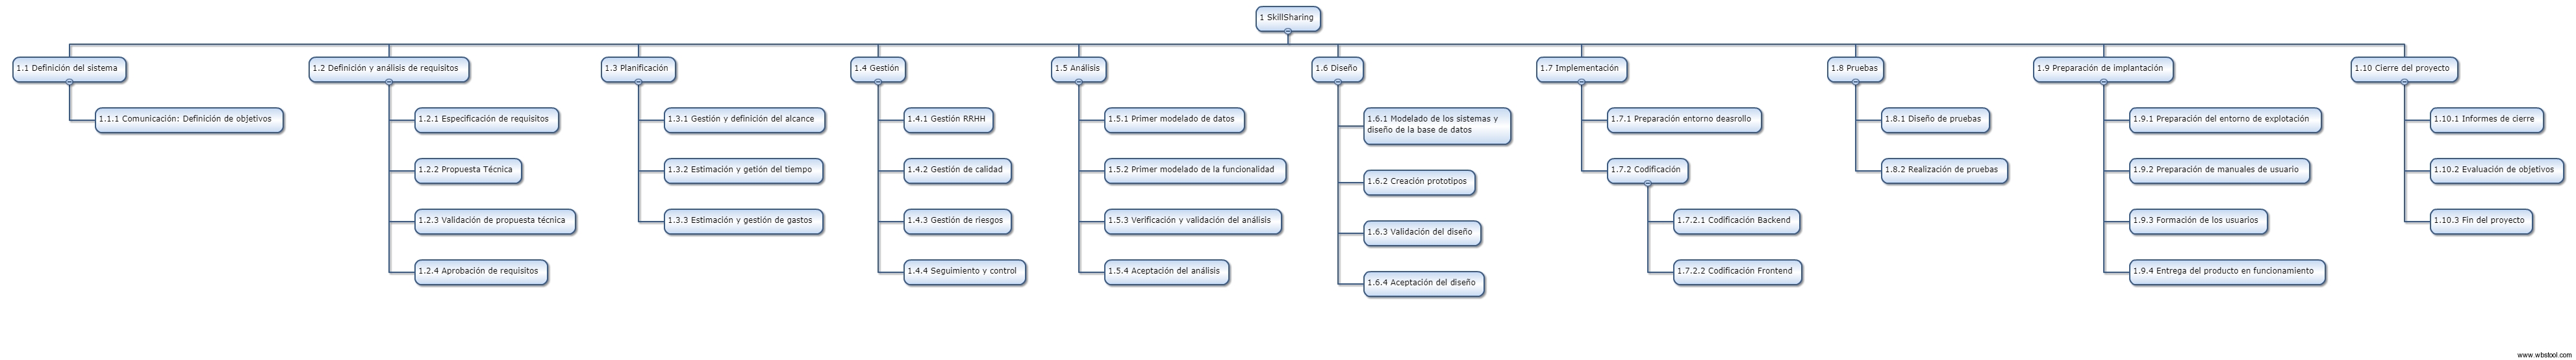 1 SkillSharing
1.1 Definición del sistema
1.1.1 Comunicación: Definición de objetivos
1.2 Definición y análisis de requisitos
1.2.1 Especificación de requisitos
1.2.2 Propuesta Técnica
1.2.3 Validación de propuesta técnica
1.2.4 Aprobación de requisitos
1.3 Planificación
1.3.1 Gestión y definición del alcance
1.3.2 Estimación y getión del tiempo
1.3.3 Estimación y gestión de gastos
1.4 Gestión
1.4.1 Gestión RRHH
1.4.2 Gestión de calidad
1.4.3 Gestión de riesgos
1.4.4 Seguimiento y control
1.5 Análisis
1.5.1 Primer modelado de datos
1.5.2 Primer modelado de la funcionalidad
1.5.3 Verificación y validación del análisis
1.5.4 Aceptación del análisis
1.6 Diseño
1.6.1 Modelado de los sistemas y
diseño de la base de datos
1.6.2 Creación prototipos
1.6.3 Validación del diseño
1.6.4 Aceptación del diseño
1.7 Implementación
1.7.1 Preparación entorno deasrollo
1.7.2 Codificación
1.7.2.1 Codificación Backend
1.7.2.2 Codificación Frontend
1.8 Pruebas
1.8.1 Diseño de pruebas
1.8.2 Realización de pruebas
1.9 Preparación de implantación
1.9.1 Preparación del entorno de explotación
1.9.2 Preparación de manuales de usuario
1.9.3 Formación de los usuarios
1.9.4 Entrega del producto en funcionamiento
1.10 Cierre del proyecto
1.10.1 Informes de cierre
1.10.2 Evaluación de objetivos
1.10.3 Fin del proyecto
www.wbstool.com